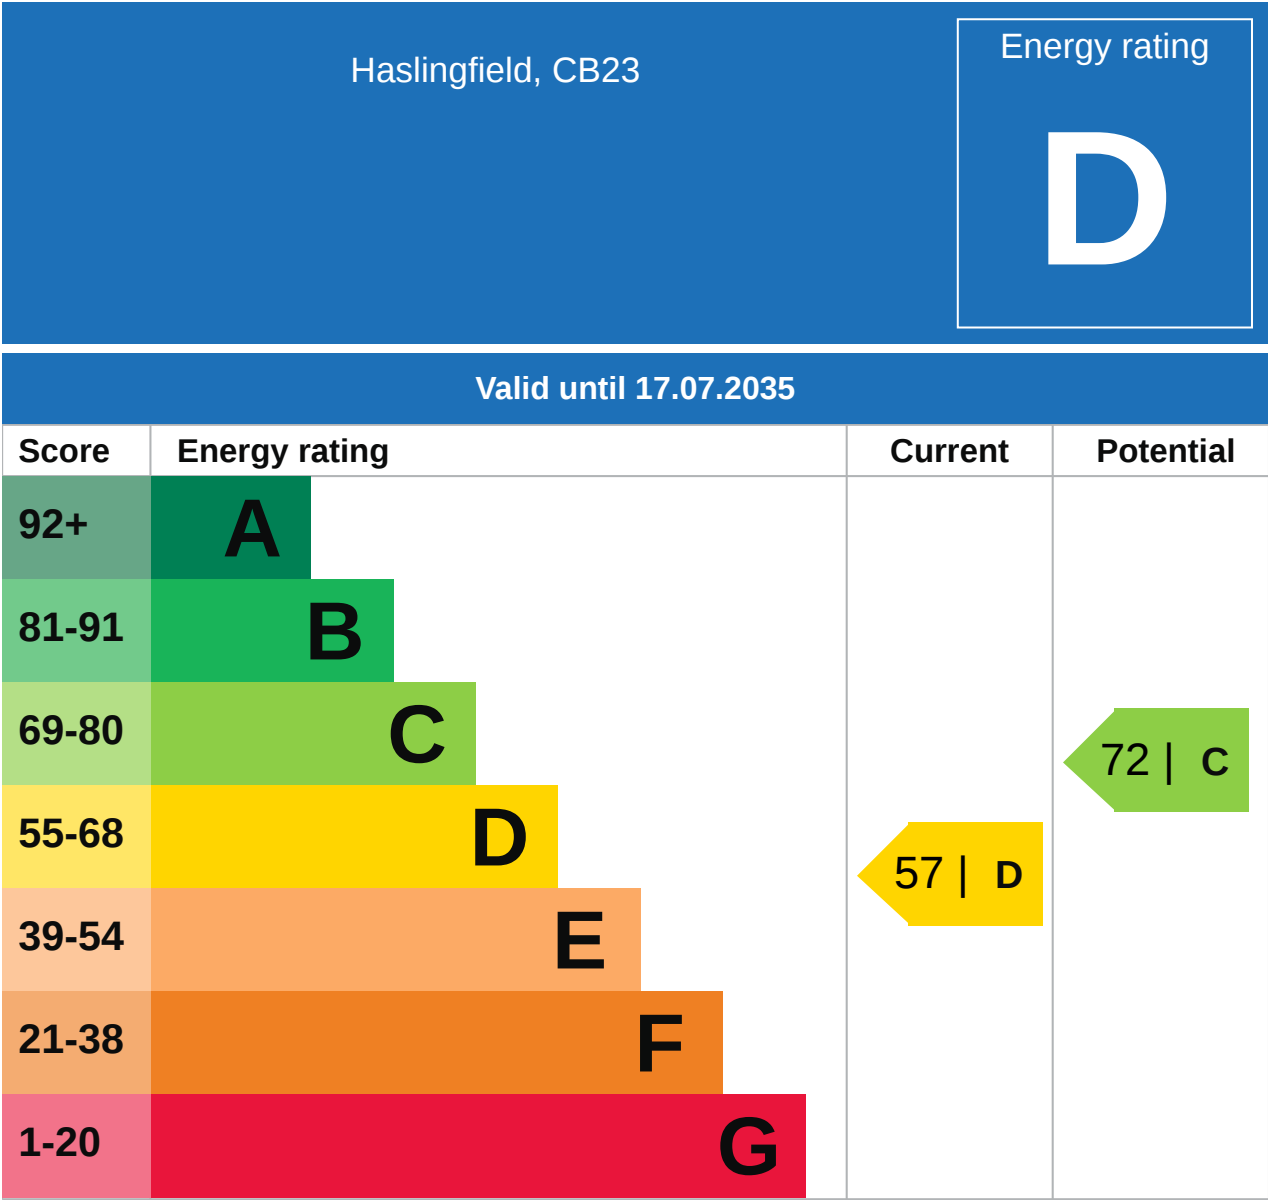 Haslingfield, CB23
Energy rating
D
Valid until 17.07.2035
Score Energy rating Current Potential
92+ A
81-91 B
69-80 C
72 | C
55-68 D
57 | D
39-54 E
21-38 F
1-20 G